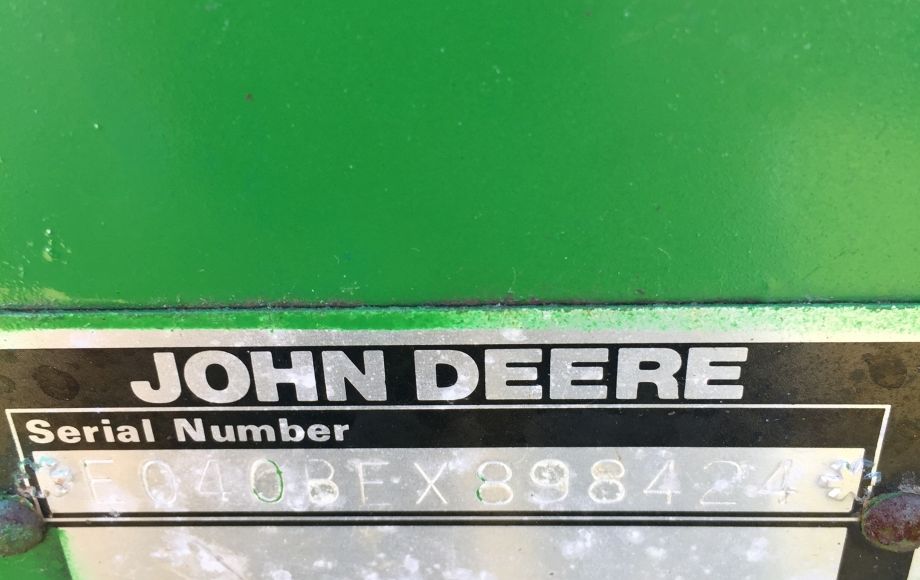 JOHN DEERE
Serial Number
E040BEX898424